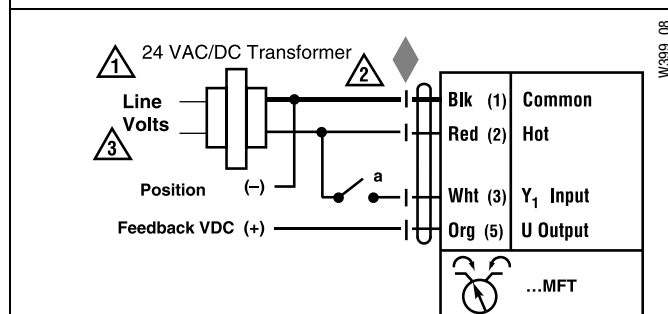 W399_08
1 24 VAC/DC Transformer
2
Line
Volts
3
Blk (1) Common
Red (2) Hot
a
Position (–)
Wht (3) Y₁ Input
Feedback VDC (+)
Org (5) U Output
...MFT